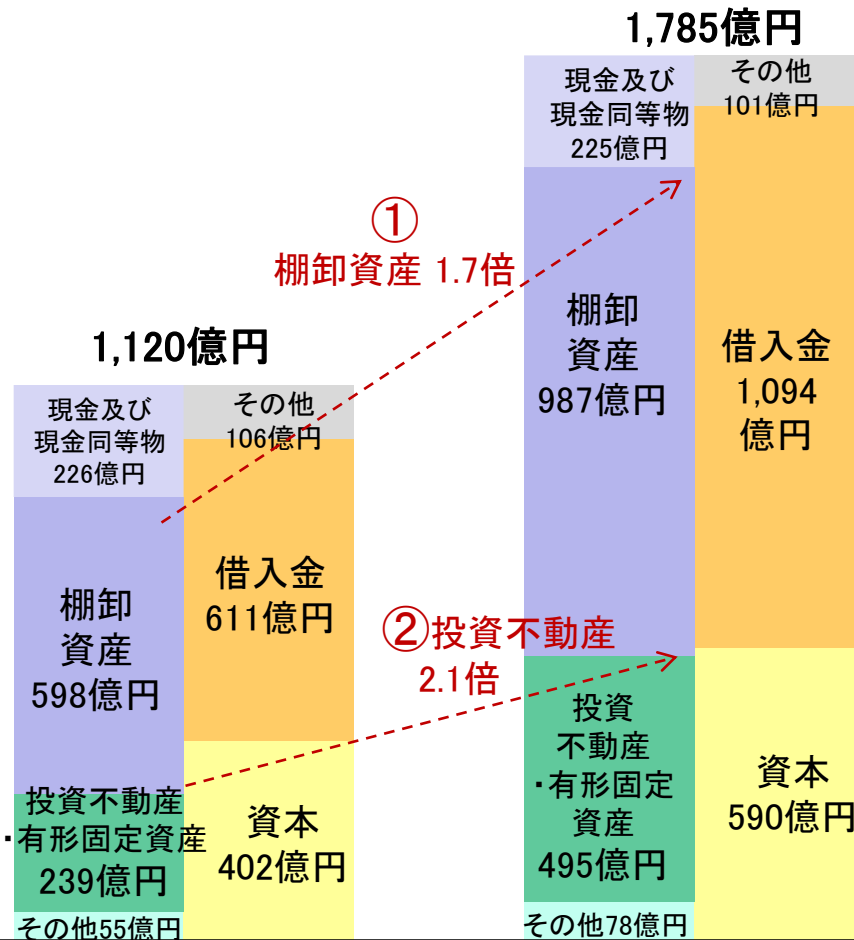 1,120億円
現金及び
現金同等物
226億円
棚卸
資産
598億円
投資不動産
・有形固定資産
239億円
その他55億円
その他
106億円
借入金
611億円
資本
402億円
①
棚卸資産 1.7倍
②投資不動産
2.1倍
1,785億円
現金及び
現金同等物
225億円
棚卸
資産
987億円
投資
不動産
・有形固定
資産
495億円
その他78億円
その他
101億円
借入金
1,094
億円
資本
590億円